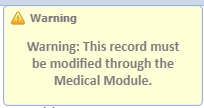 Warning
Warning: This record must
be modified through the
Medical Module.